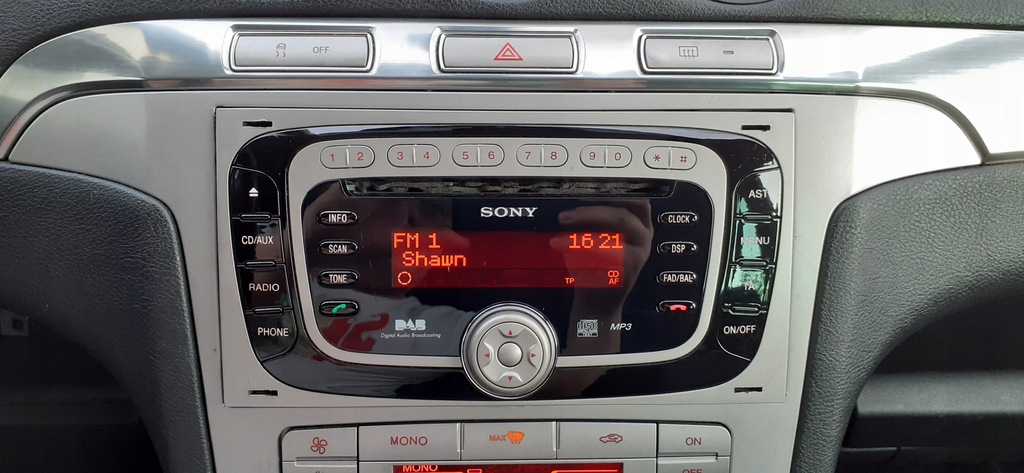 OFF
1 2 3 4 5 6 7 8 9 0 * #
SONY
INFO
SCAN
TONE
CLOCK
DSP
FAD/BAL
CD/AUX
RADIO
PHONE
AST
MENU
TA
ON/OFF
FM 1 16 21
Shawn
TP AF
DAB
Digital Audio Broadcasting
MP3
MONO
MAX
ON
MONO
OFF